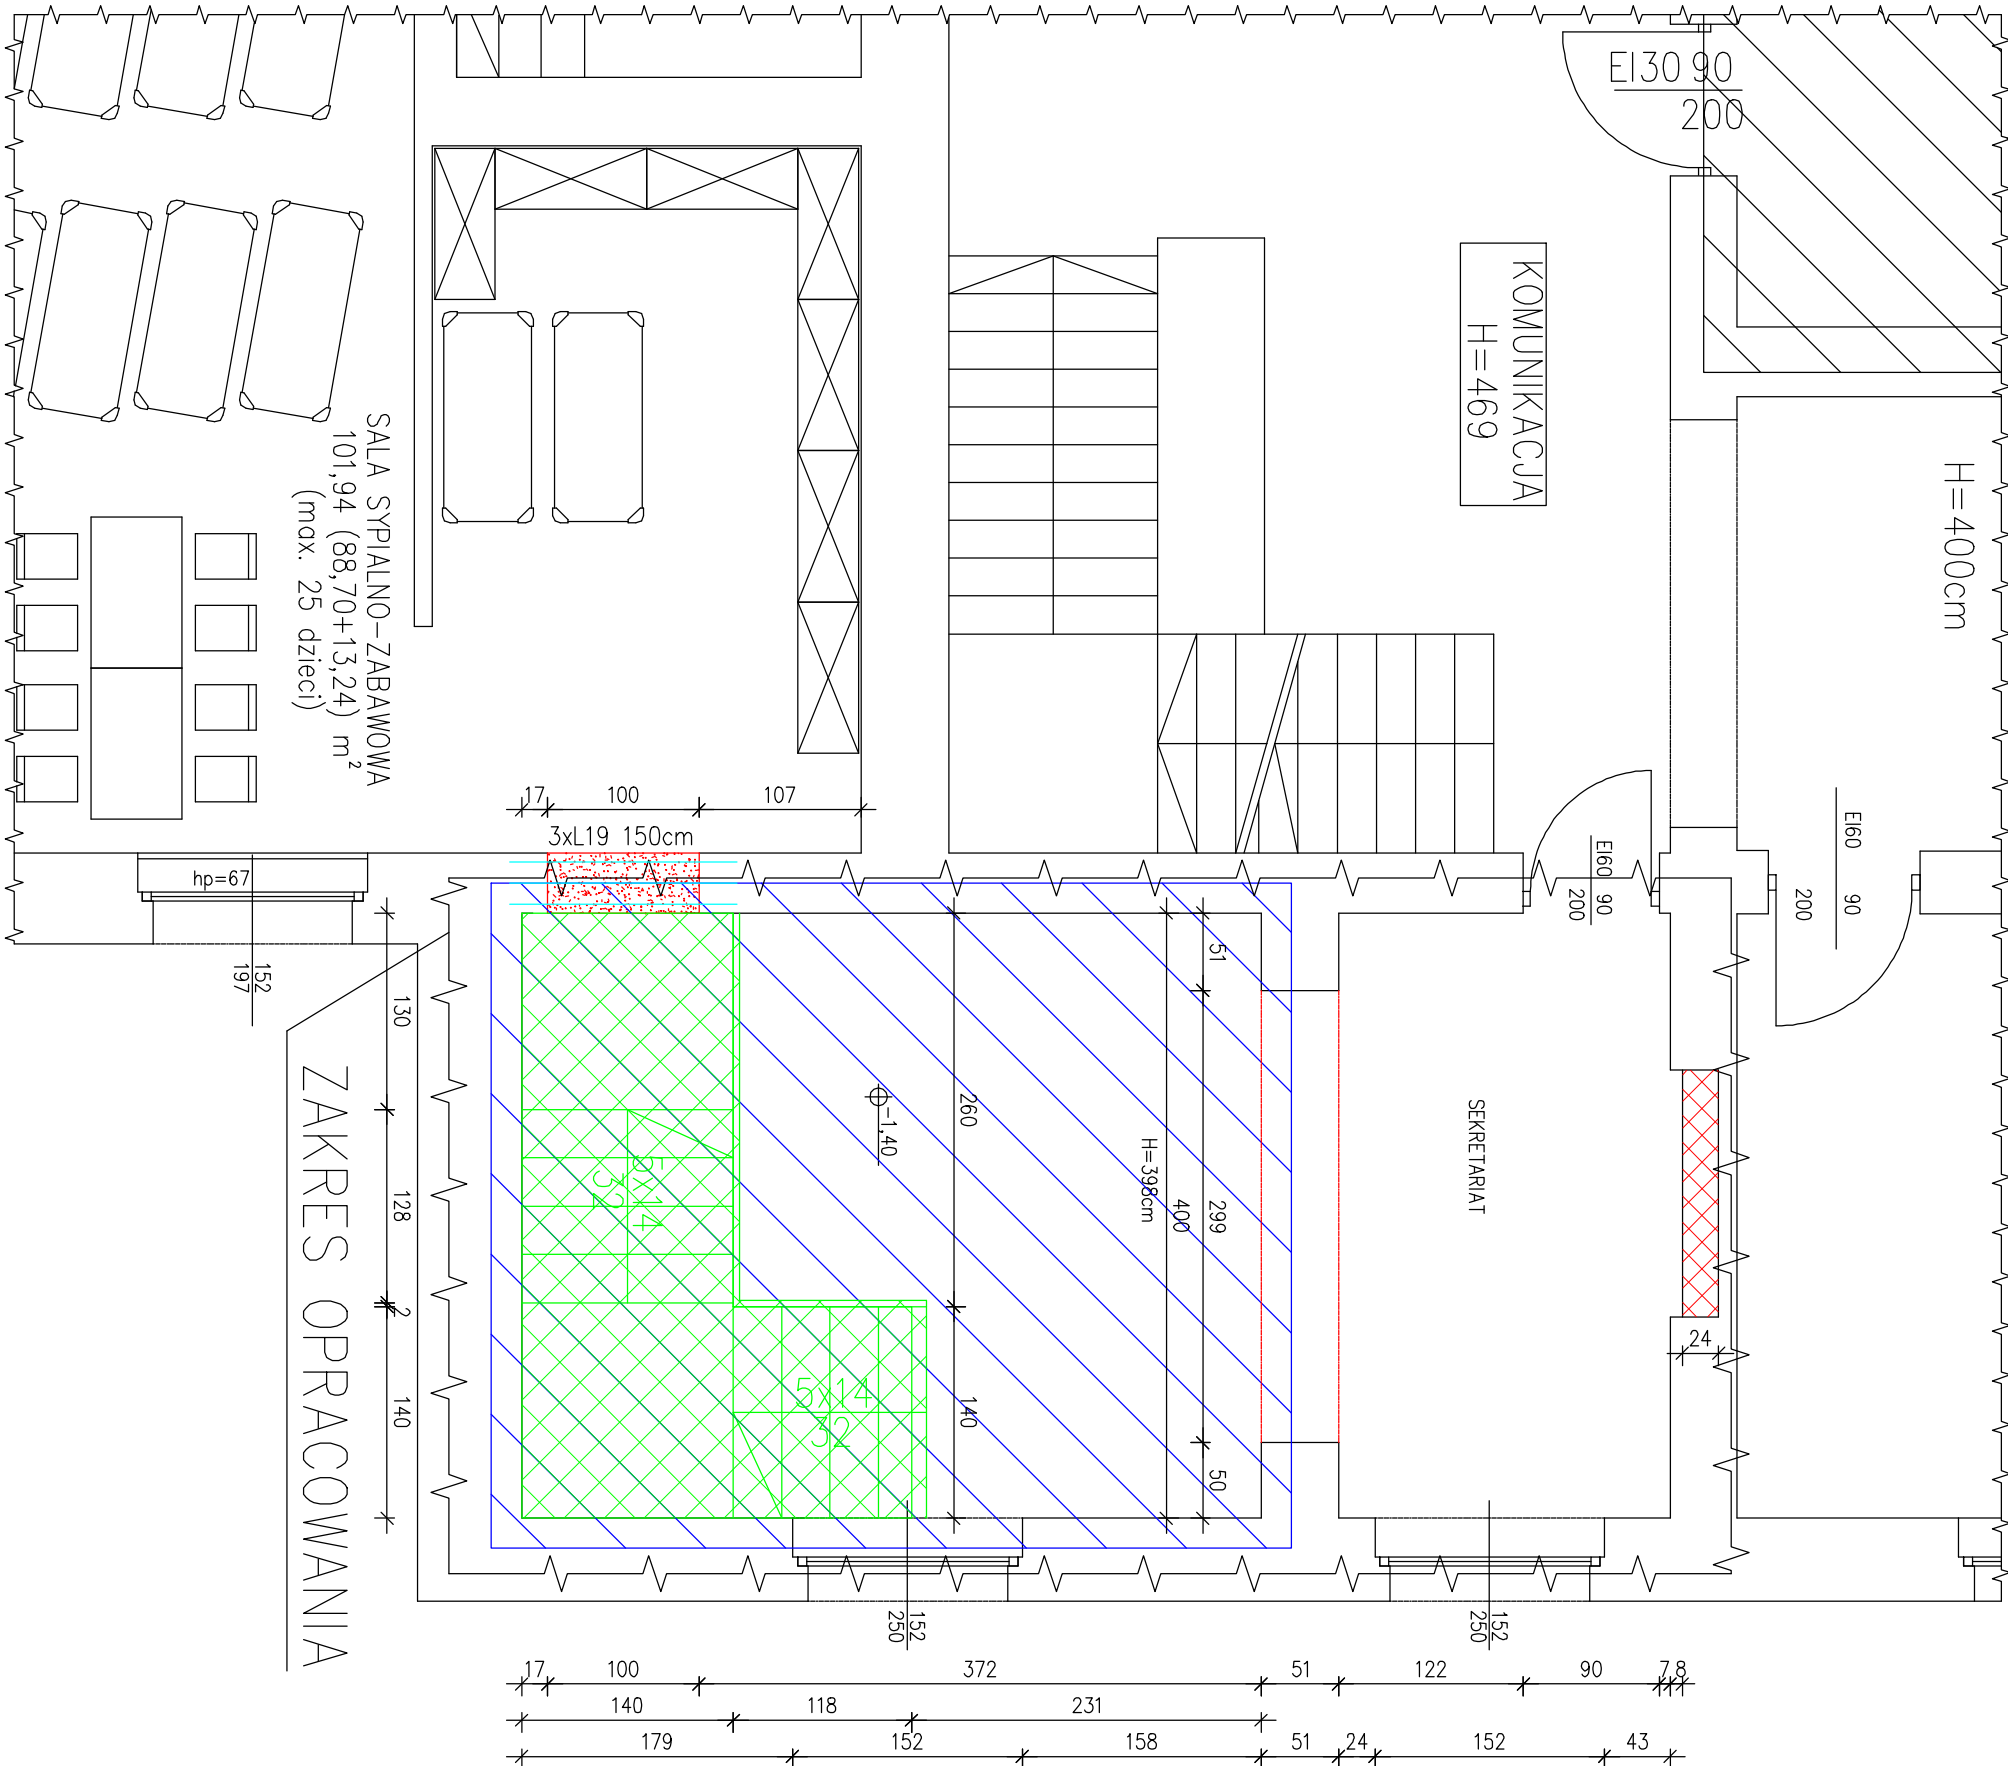 EI30 90
200
KOMUNIKACJA
H=469
H=400cm
SALA SYPIALNO-ZABAWOWA
101,94 (88,70+13,24) m²
(max. 25 dzieci)
17
100
107
3xL19 150cm
EI60 90
200
EI60 90
200
hp=67
152
197
130
128
2
140
ZAKRES OPRACOWANIA
51
260
-1,40
H=398cm
400
299
SEKRETARIAT
5x14
32
5x14
32
140
50
24
152
250
152
250
17
100
372
51
122
90
7
8
140
118
231
179
152
158
51
24
152
43